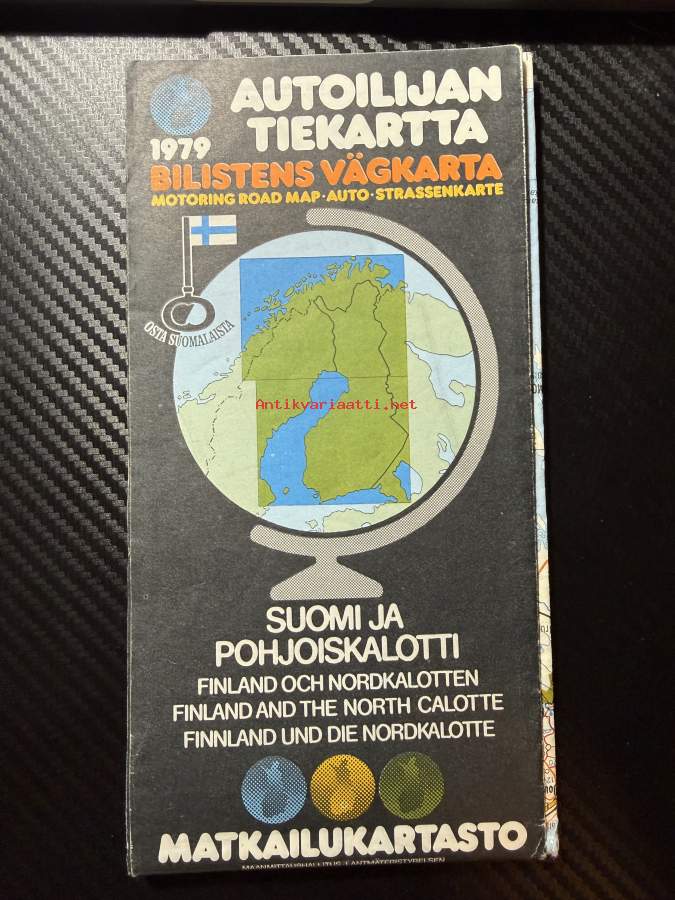 AUTOILIJAN
TIEKARTTA
1979
BILISTENS VÄGKARTA
MOTORING ROAD MAP·AUTO·STRASSENKARTE
OSTA SUOMALAISTA
Antikvariaatti.net
SUOMI JA
POHJOISKALOTTI
FINLAND OCH NORDKALOTTEN
FINLAND AND THE NORTH CALOTTE
FINNLAND UND DIE NORDKALOTTE
MATKAILUKARTASTO
MAANMITTAUSHALLITUS / LANTMÄTERISTYRELSEN